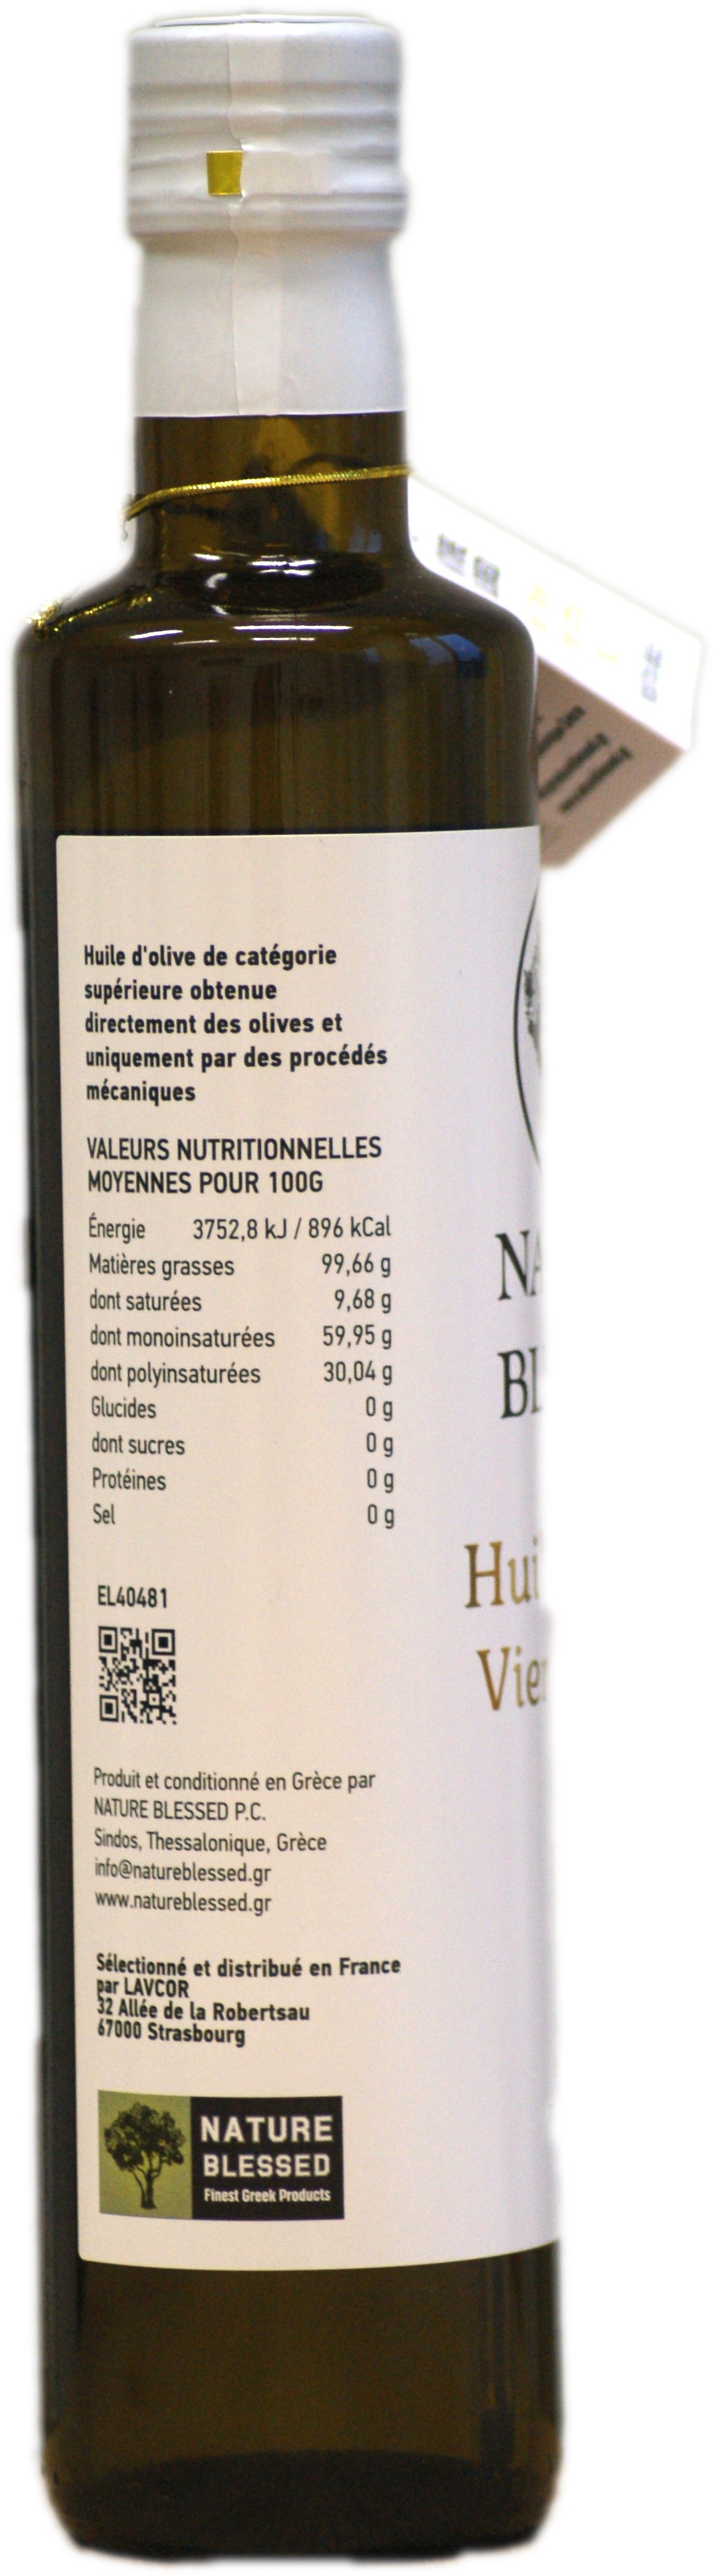 Huile d'olive de catégorie
supérieure obtenue
directement des olives et
uniquement par des procédés
mécaniques
VALEURS NUTRITIONNELLES
MOYENNES POUR 100G
Énergie 3752,8 kJ / 896 kCal
Matières grasses 99,66 g
dont saturées 9,68 g
dont monoinsaturées 59,95 g
dont polyinsaturées 30,04 g
Glucides 0 g
dont sucres 0 g
Protéines 0 g
Sel 0 g
EL40481
Produit et conditionné en Grèce par
NATURE BLESSED P.C.
Sindos, Thessalonique, Grèce
info@natureblessed.gr
www.natureblessed.gr
Sélectionné et distribué en France
par LAVCOR
32 Allée de la Robertsau
67000 Strasbourg
NATURE
BLESSED
Finest Greek Products
NA
BL
Hui
Vier